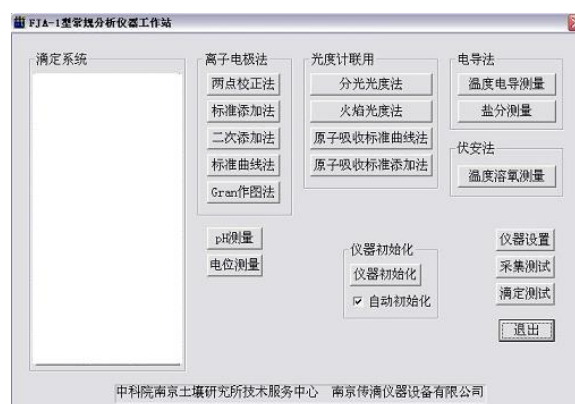 FJA-1型常规分析仪器工作站
滴定系统
离子电极法
两点校正法
标准添加法
二次添加法
标准曲线法
Gran作图法
pH测量
电位测量
光度计联用
分光光度法
火焰光度法
原子吸收标准曲线法
原子吸收标准添加法
仪器初始化
仪器初始化
自动初始化
电导法
温度电导测量
盐分测量
伏安法
温度溶氧测量
仪器设置
采集测试
滴定测试
退出
中科院南京土壤研究所技术服务中心 南京传滴仪器设备有限公司